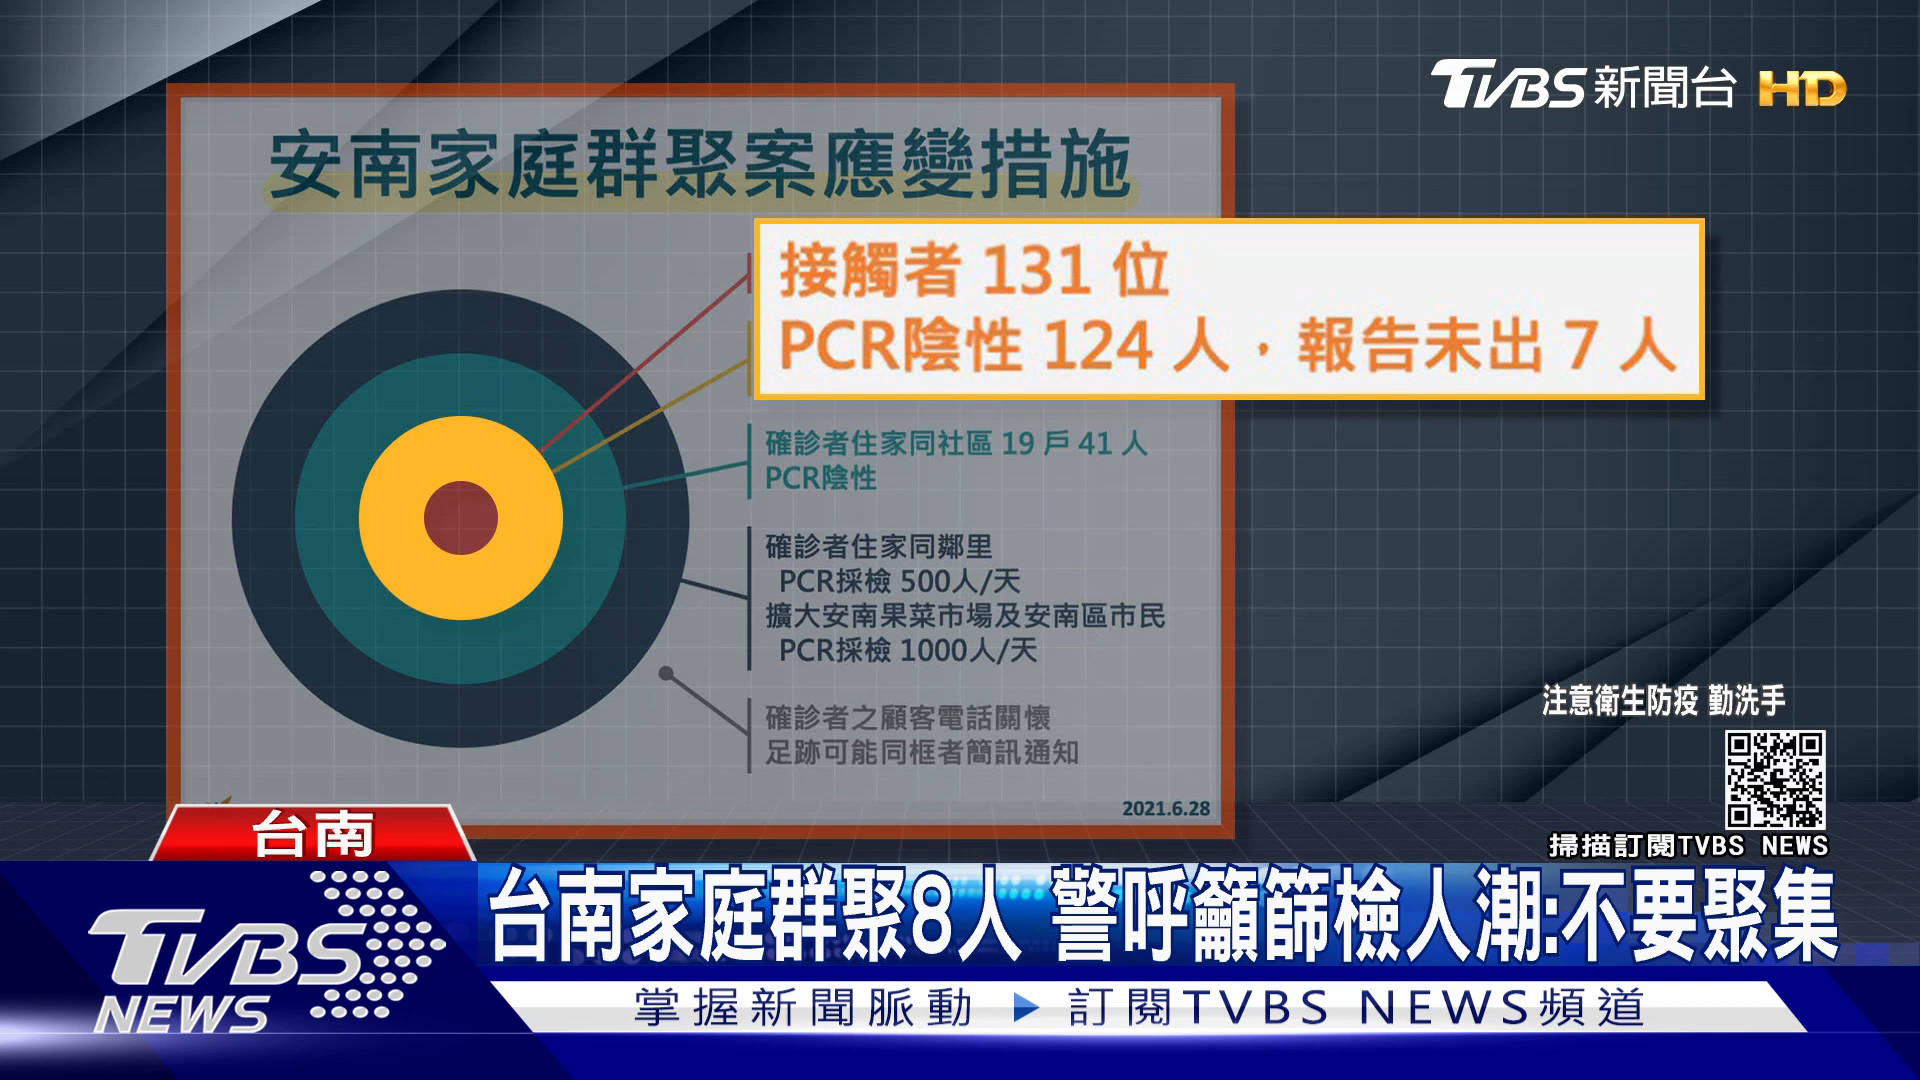 TVBS新聞台 HD
安南家庭群聚案應變措施
接觸者 131 位
PCR陰性 124 人，報告未出 7 人
確診者住家同社區 19 戶 41 人
PCR陰性
確診者住家同鄰里
PCR採檢 500人/天
擴大安南果菜市場及安南區市民
PCR採檢 1000人/天
確診者之顧客電話關懷
足跡可能同框者簡訊通知
2021.6.28
注意衛生防疫 勤洗手
掃描訂閱TVBS NEWS
台南
台南家庭群聚8人 警呼籲篩檢人潮:不要聚集
TVBS
NEWS
掌握新聞脈動 ▶ 訂閱TVBS NEWS頻道